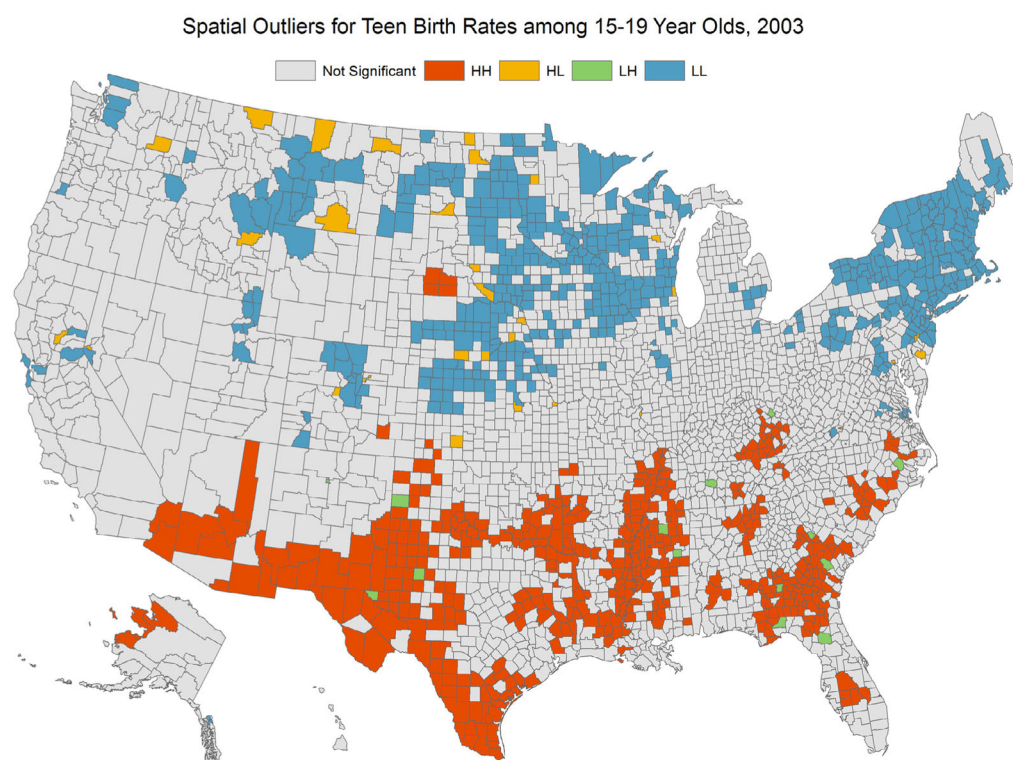 Spatial Outliers for Teen Birth Rates among 15-19 Year Olds, 2003
Not Significant HH HL LH LL